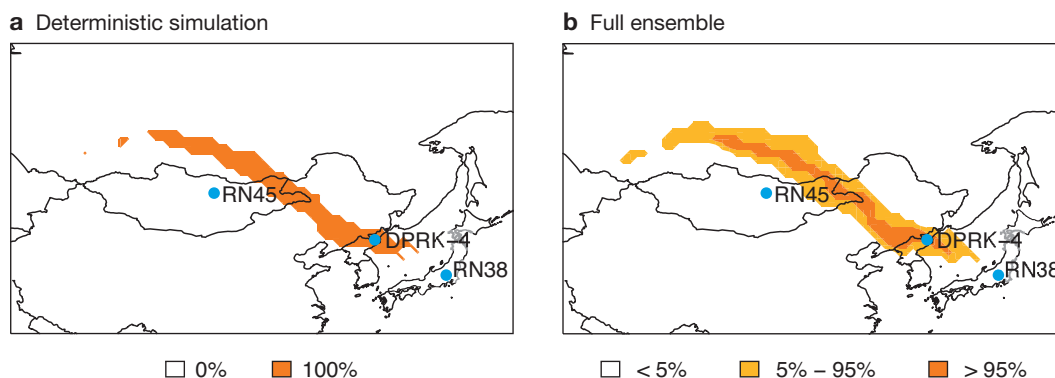 a Deterministic simulation
RN45
DPRK–4
RN38
0% 100%
b Full ensemble
RN45
DPRK–4
RN38
< 5% 5% – 95% > 95%